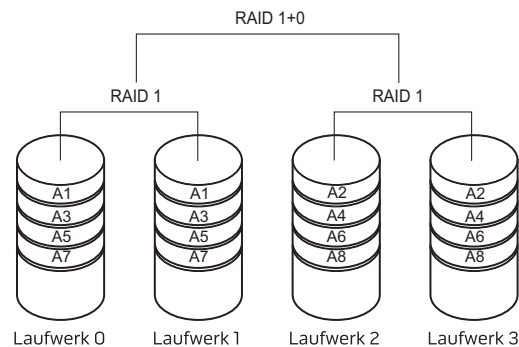 RAID 1+0
RAID 1 RAID 1
A1 A1 A2 A2
A3 A3 A4 A4
A5 A5 A6 A6
A7 A7 A8 A8
Laufwerk 0 Laufwerk 1 Laufwerk 2 Laufwerk 3